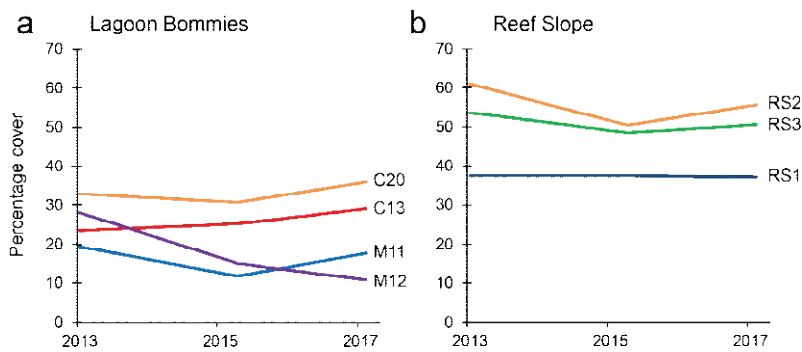 a Lagoon Bommies
Percentage cover
70
60
50
40
30
20
10
0
2013 2015 2017
C20
C13
M11
M12
b Reef Slope
70
60
50
40
30
20
10
0
2013 2015 2017
RS2
RS3
RS1